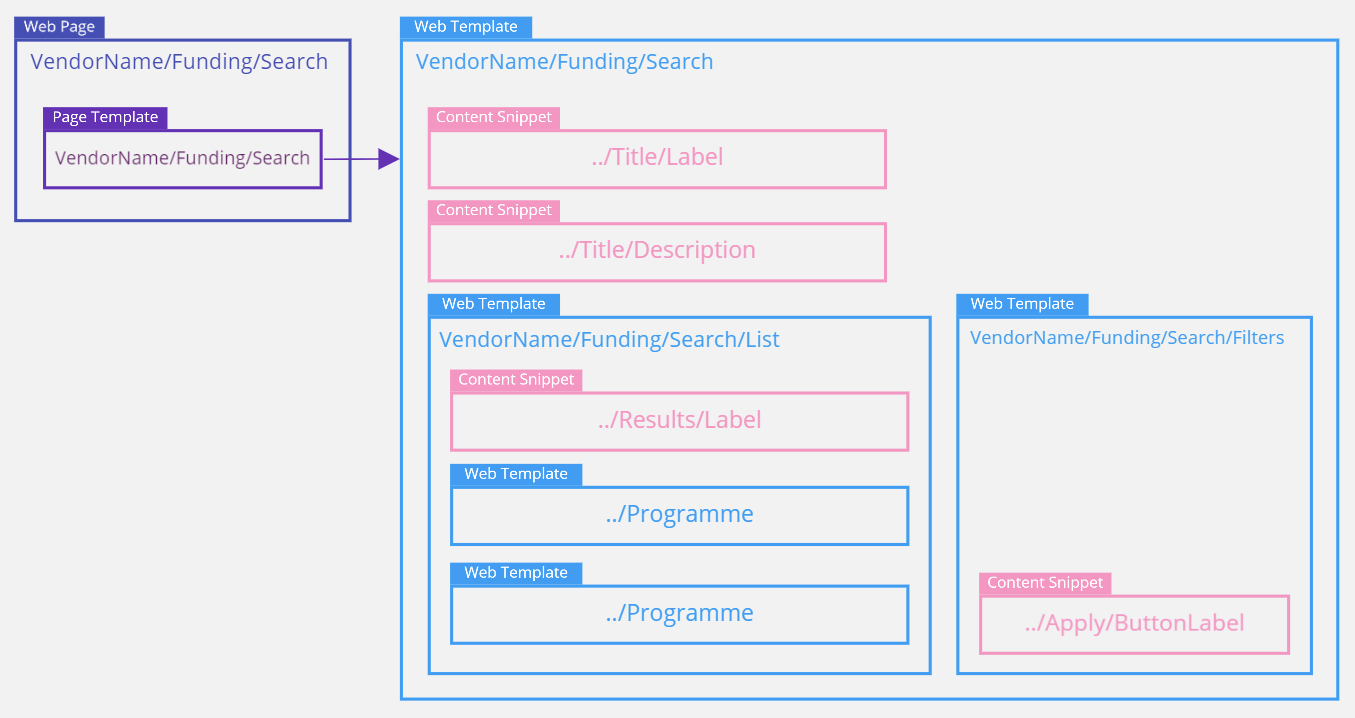 Web Page
VendorName/Funding/Search
Page Template
VendorName/Funding/Search
Web Template
VendorName/Funding/Search
Content Snippet
../Title/Label
Content Snippet
../Title/Description
Web Template
VendorName/Funding/Search/List
Content Snippet
../Results/Label
Web Template
../Programme
Web Template
../Programme
Web Template
VendorName/Funding/Search/Filters
Content Snippet
../Apply/ButtonLabel